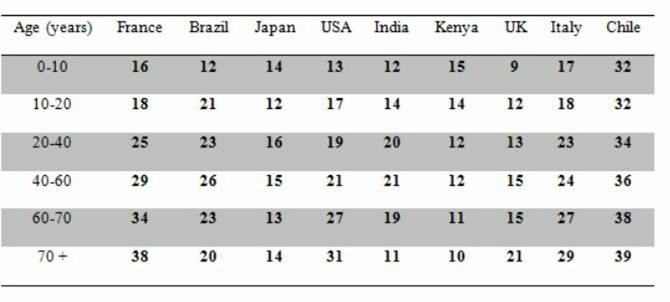 Age (years) France Brazil Japan USA India Kenya UK Italy Chile
0-10 16 12 14 13 12 15 9 17 32
10-20 18 21 12 17 14 14 12 18 32
20-40 25 23 16 19 20 12 13 23 34
40-60 29 26 15 21 21 12 15 24 36
60-70 34 23 13 27 19 11 15 27 38
70 + 38 20 14 31 11 10 21 29 39